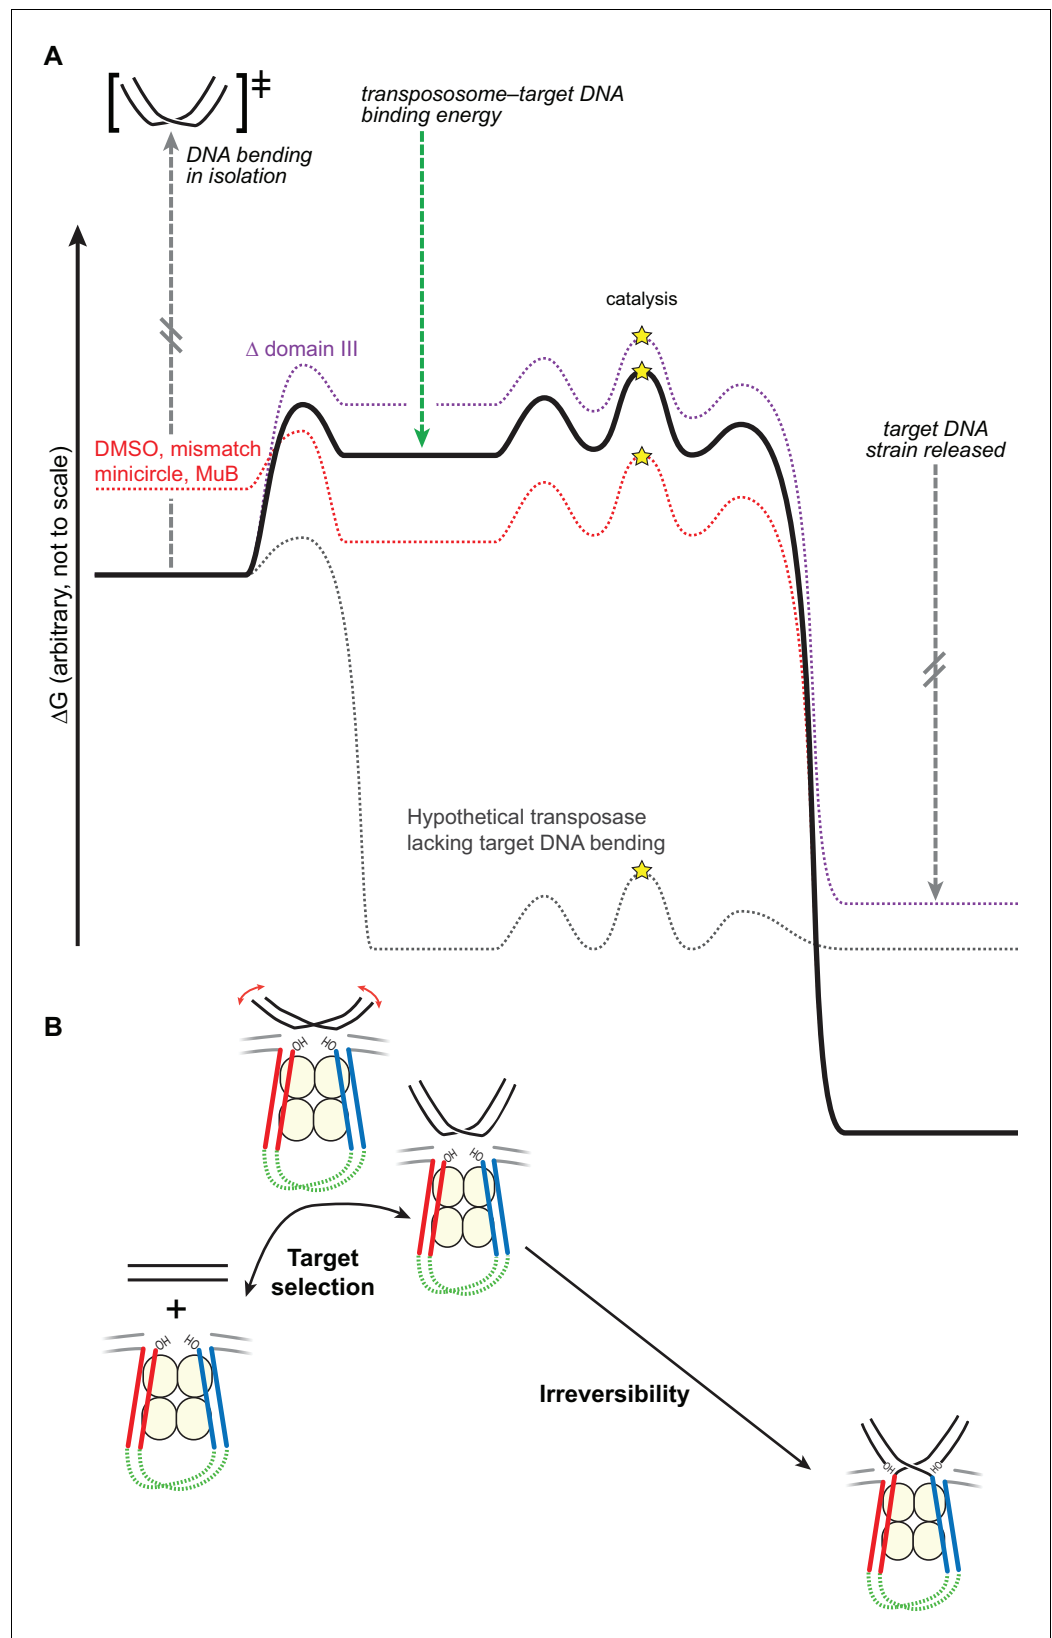 A
[ ]‡
transpososome–target DNA
binding energy
DNA bending
in isolation
catalysis
Δ domain III
DMSO, mismatch
minicircle, MuB
target DNA
strand released
ΔG (arbitrary, not to scale)
Hypothetical transposase
lacking target DNA bending
B
OH HO
OH HO
Target
selection
+
OH HO
Irreversibility
OH HO